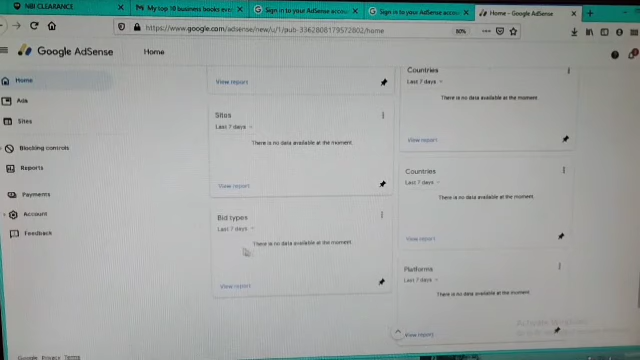 NBI CLEARANCE
My top 10 business books ever
Sign in to your AdSense accou
Sign in to your AdSense accou
Home - Google AdSense
https://www.google.com/adsense/new/u/1/pub-3362808179572802/home
80%
Google AdSense
Home
Home
Ads
Sites
Blocking controls
Reports
Payments
Account
Feedback
Google Privacy Terms
View report
Sites
Last 7 days
There is no data available at the moment.
View report
Bid types
Last 7 days
There is no data available at the moment.
View report
Countries
Last 7 days
There is no data available at the moment.
View report
Countries
Last 7 days
There is no data available at the moment.
View report
Platforms
Last 7 days
There is no data available at the moment.
View report
Activate Windows